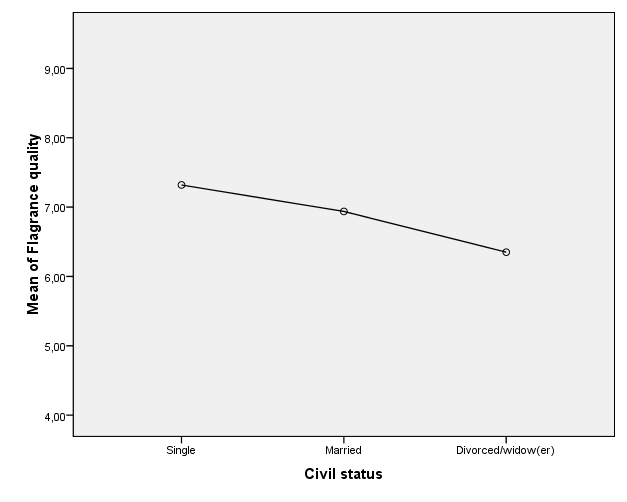 Mean of Flagrance quality
9,00
8,00
7,00
6,00
5,00
4,00
Single Married Divorced/widow(er)
Civil status